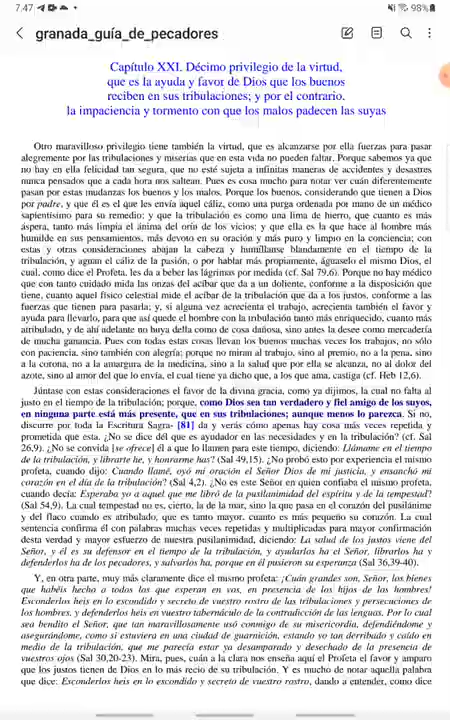 7.47
98%
granada_guía_de_pecadores
Capítulo XXI. Décimo privilegio de la virtud,
que es la ayuda y favor de Dios que los buenos
reciben en sus tribulaciones; y por el contrario,
la impaciencia y tormento con que los malos padecen las suyas
Otro maravilloso privilegio tiene también la virtud, que es alcanzarse por ella fuerzas para pasar
alegremente por las tribulaciones y miserias que en esta vida no pueden faltar. Porque sabemos ya que
no hay en ella felicidad tan segura, que no esté sujeta a infinitas maneras de accidentes y desastres
nunca pensados que a cada hora nos saltean. Pues es cosa mucho para notar ver cuán diferentemente
pasan por estas mudanzas los buenos y los malos. Porque los buenos, considerando que tienen a Dios
por padre, y que él es el que les envía aquel cáliz, como una purga ordenada por mano de un médico
sapientísimo para su remedio; y que la tribulación es como una lima de hierro, que cuanto es más
áspera, tanto más limpia el ánima del orín de los vicios; y que ella es la que hace al hombre más
humilde en sus pensamientos, más devoto en su oración y más puro y limpio en la conciencia; con
estas y otras consideraciones abajan la cabeza y humíllanse blandamente en el tiempo de la
tribulación, y aguan el cáliz de la pasión, o por hablar más propiamente, águaselo el mismo Dios, el
cual, como dice el Profeta, les da a beber las lágrimas por medida (cf. Sal 79,6). Porque no hay médico
que con tanto cuidado mida las onzas del acíbar que da a un doliente, conforme a la disposición que
tiene, cuanto aquel físico celestial mide el acíbar de la tribulación que da a los justos, conforme a las
fuerzas que tienen para pasarla; y, si alguna vez acrecienta el trabajo, acrecienta también el favor y
ayuda para llevarlo, para que así quede el hombre con la tribulación tanto más enriquecido, cuanto más
atribulado, y de ahí adelante no huya della como de cosa dañosa, sino antes la desee como mercadería
de mucha ganancia. Pues con todas estas cosas llevan los buenos muchas veces los trabajos, no sólo
con paciencia, sino también con alegría; porque no miran al trabajo, sino al premio, no a la pena, sino
a la corona, no a la amargura de la medicina, sino a la salud que por ella se alcanza, no al dolor del
azote, sino al amor del que lo envía, el cual tiene ya dicho que, a los que ama, castiga (cf. Heb 12,6).
Júntase con estas consideraciones el favor de la divina gracia, como ya dijimos, la cual no falta al
justo en el tiempo de la tribulación; porque, como Dios sea tan verdadero y fiel amigo de los suyos,
en ninguna parte está más presente, que en sus tribulaciones; aunque menos lo parezca. Si no,
discurre por toda la Escritura Sagra- [81] da y verás cómo apenas hay cosa más veces repetida y
prometida que ésta. ¿No se dice dél que es ayudador en las necesidades y en la tribulación? (cf. Sal
26,9). ¿No se convida [se ofrece] él a que lo llamen para este tiempo, diciendo: Llámame en el tiempo
de la tribulación, y librarte he, y honrarme has? (Sal 49,15). ¿No probó esto por experiencia el mismo
profeta, cuando dijo: Cuando llamé, oyó mi oración el Señor Dios de mi justicia, y ensanchó mi
corazón en el día de la tribulación? (Sal 4,2). ¿No es este Señor en quien confiaba el mismo profeta,
cuando decía: Esperaba yo a aquel que me libró de la pusilanimidad del espíritu y de la tempestad?
(Sal 54,9). La cual tempestad no es, cierto, la de la mar, sino la que pasa en el corazón del pusilánime
y del flaco cuando es atribulado, que es tanto mayor, cuanto es más pequeño su corazón. La cual
sentencia confirma él con palabras muchas veces repetidas y multiplicadas para mayor confirmación
desta verdad y mayor esfuerzo de nuestra pusilanimidad, diciendo: La salud de los justos viene del
Señor, y él es su defensor en el tiempo de la tribulación, y ayudarlos ha el Señor, librarlos ha y
defenderlos ha de los pecadores, y salvarlos ha, porque en él pusieron su esperanza (Sal 36,39-40).
Y, en otra parte, muy más claramente dice el mismo profeta: ¡Cuán grandes son, Señor, los bienes
que habéis hecho a todos los que esperan en vos, en presencia de los hijos de los hombres!
Esconderlos heis en lo escondido y secreto de vuestro rostro de las tribulaciones y persecuciones de
los hombres, y defenderlos heis en vuestro tabernáculo de la contradicción de las lenguas. Por lo cual
sea bendito el Señor, que tan maravillosamente usó conmigo de su misericordia, defendiéndome y
asegurándome, como si estuviera en una ciudad de guarnición, estando yo tan derribado y caído en
medio de la tribulación, que me parecía estar ya desamparado y desechado de la presencia de
vuestros ojos (Sal 30,20-23). Mira, pues, cuán a la clara nos enseña aquí el Profeta el favor y amparo
que los justos tienen de Dios en lo más recio de su tribulación. Y es mucho de notar aquella palabra
que dice: Esconderlos heis en lo escondido y secreto de vuestro rostro, dando a entender, como dice